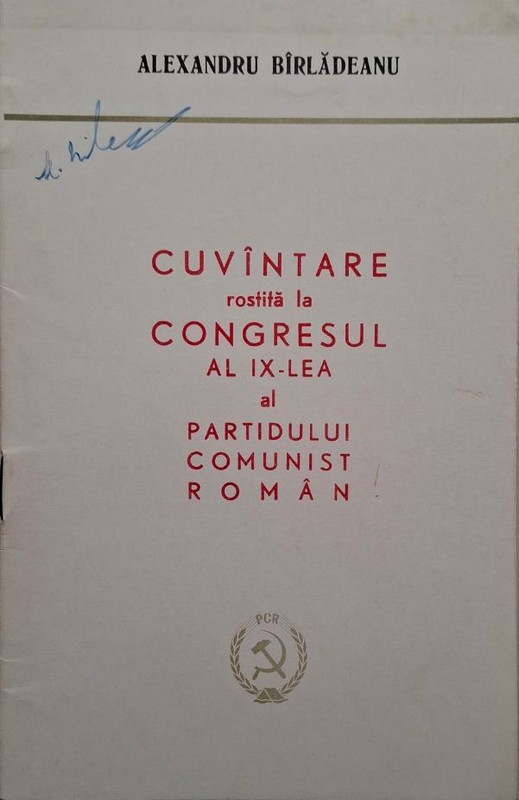 ALEXANDRU BÎRLĂDEANU
CUVÎNTARE
rostită la
CONGRESUL
AL IX-LEA
al
PARTIDULUI
COMUNIST
ROMÂN
PCR